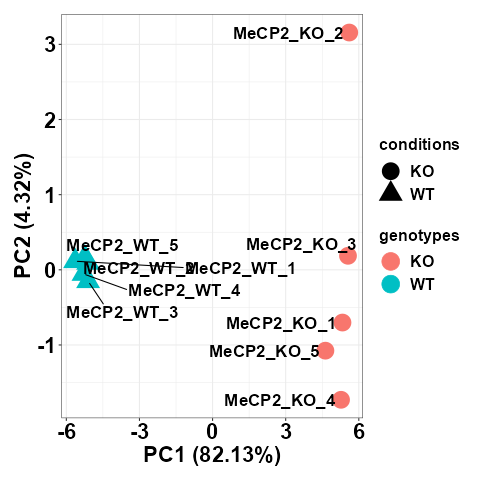 MeCP2_KO_2
3
2
1
0
-1
PC2 (4.32%)
MeCP2_WT_5
MeCP2_KO_3
MeCP2_WT_2
MeCP2_WT_1
MeCP2_WT_4
MeCP2_WT_3
MeCP2_KO_1
MeCP2_KO_5
MeCP2_KO_4
-6
-3
0
3
6
PC1 (82.13%)
conditions
KO
WT
genotypes
KO
WT